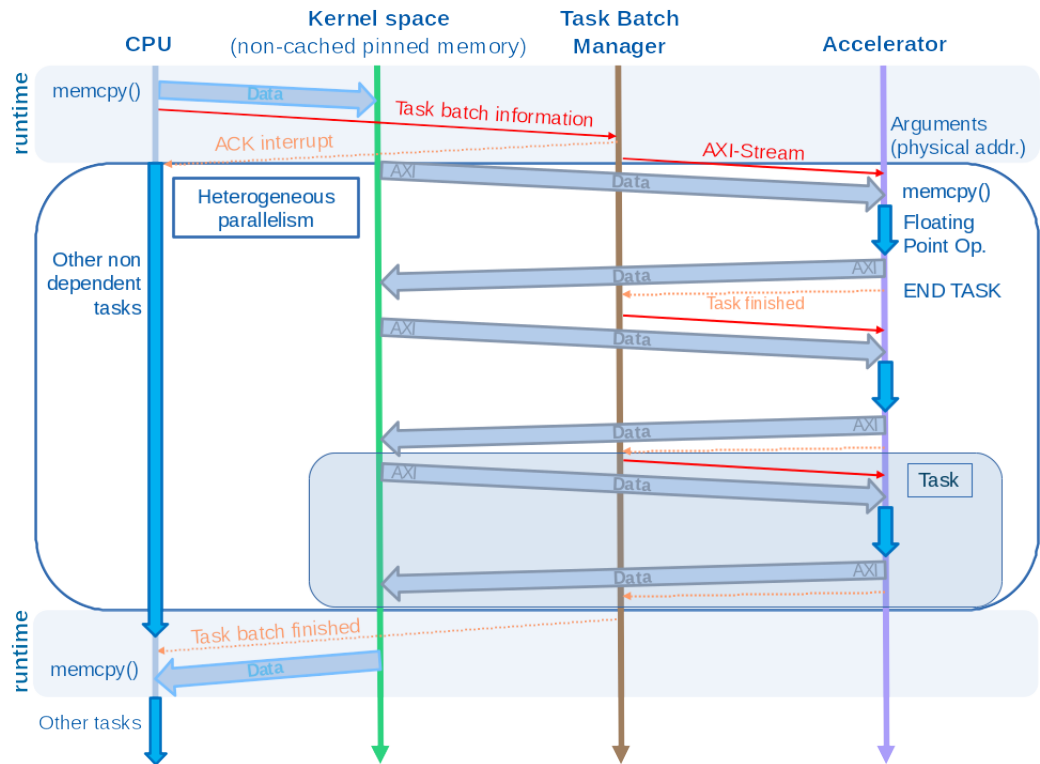 Kernel space
(non-cached pinned memory)
Task Batch
Manager
CPU
Accelerator
runtime
memcpy()
Data
Task batch information
ACK interrupt
AXI-Stream
Arguments
(physical addr.)
AXI
Data
memcpy()
Heterogeneous
parallelism
Floating
Point Op.
Other non
dependent
tasks
AXI
Data
END TASK
Task finished
AXI
Data
AXI
Data
AXI
Data
Task
AXI
Data
runtime
Task batch finished
memcpy()
Data
Other tasks